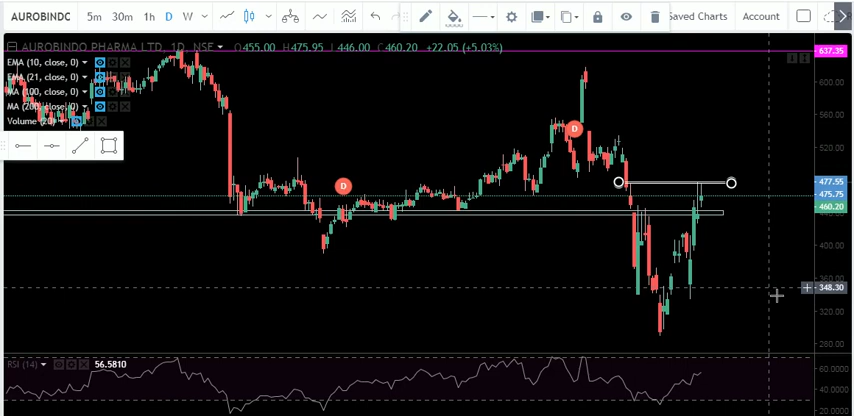 AUROBINDC 5m 30m 1h D W Saved Charts Account
AUROBINDO PHARMA LTD, 1D, NSE O455.00 H475.95 L446.00 C460.20 +22.05 (+5.03%)
EMA (10, close, 0)
EMA (21, close, 0)
MA (100, close, 0)
MA (200, close, 0)
Volume (20)
D
D
637.35
600.00
560.00
520.00
477.55
475.75
460.20
400.00
348.30
320.00
280.00
RSI (14) 56.5810
60.0000
40.0000
20.0000